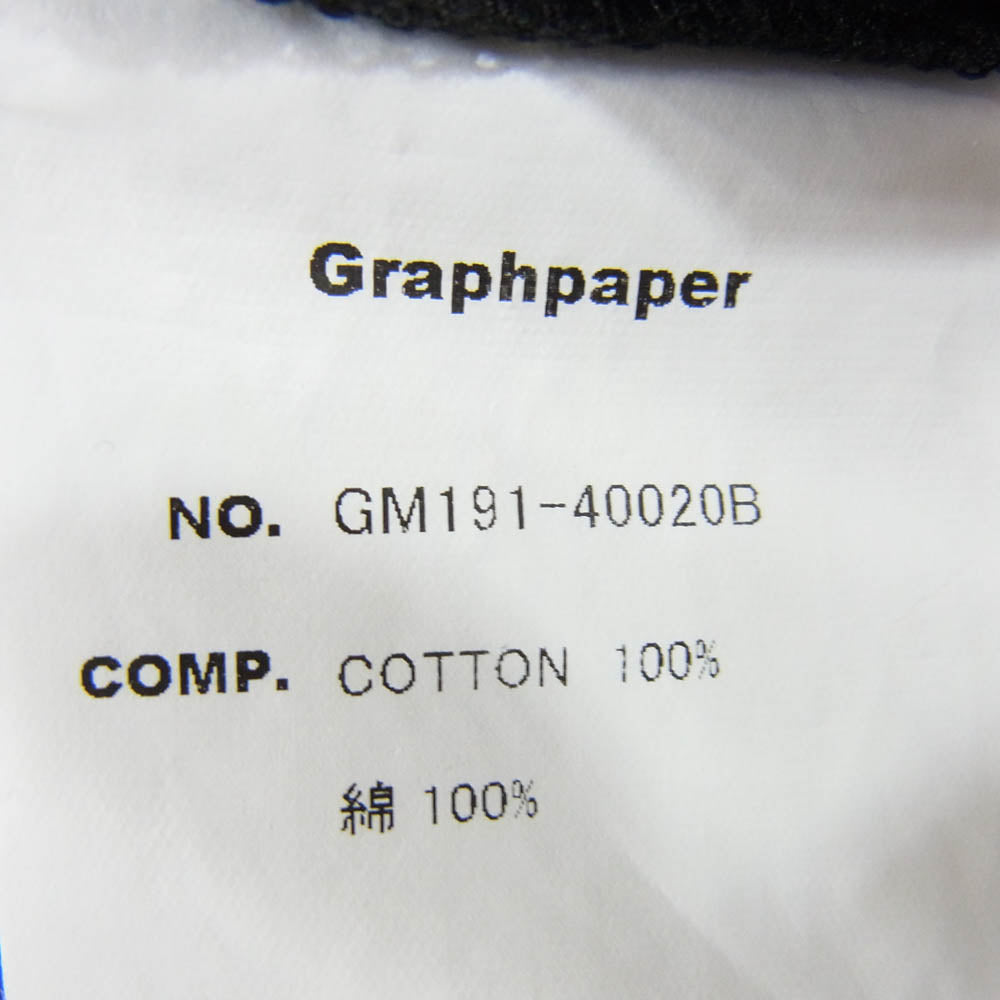 Graphpaper
NO. GM191-40020B
COMP. COTTON 100%
綿 100%